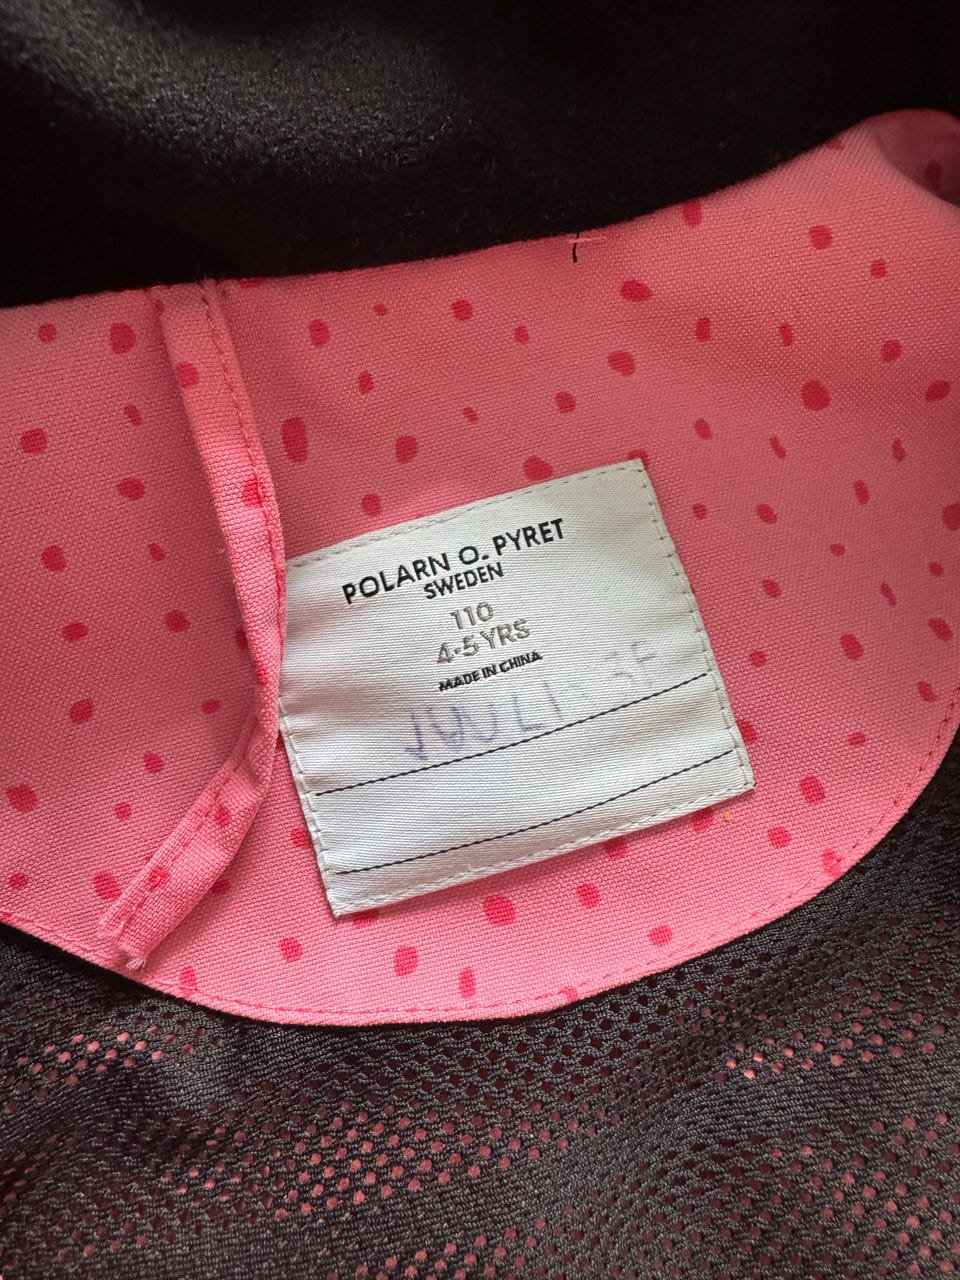 POLARN O. PYRET
SWEDEN
110
4-5 YRS
MADE IN CHINA